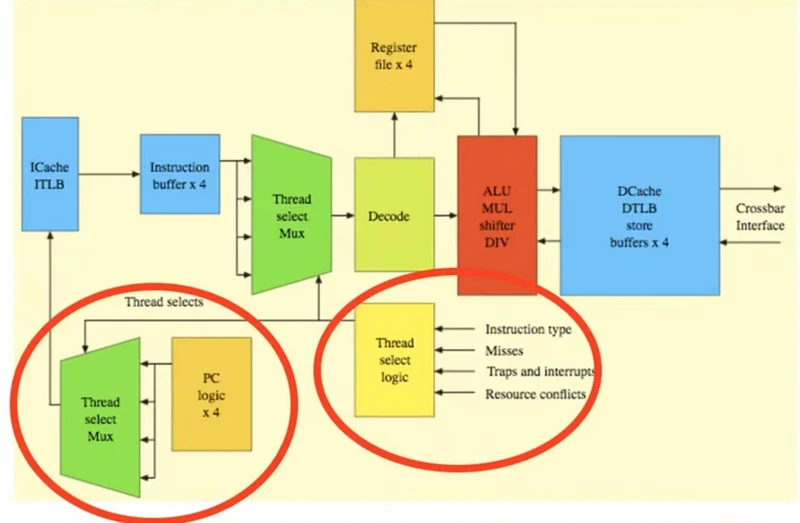 Register
file x 4
ICache
ITLB
Instruction
buffer x 4
Thread
select
Mux
Decode
ALU
MUL
shifter
DIV
DCache
DTLB
store
buffers x 4
Crossbar
Interface
Thread selects
Thread
select
logic
Instruction type
Misses
Traps and interrupts
Resource conflicts
Thread
select
Mux
PC
logic
x 4